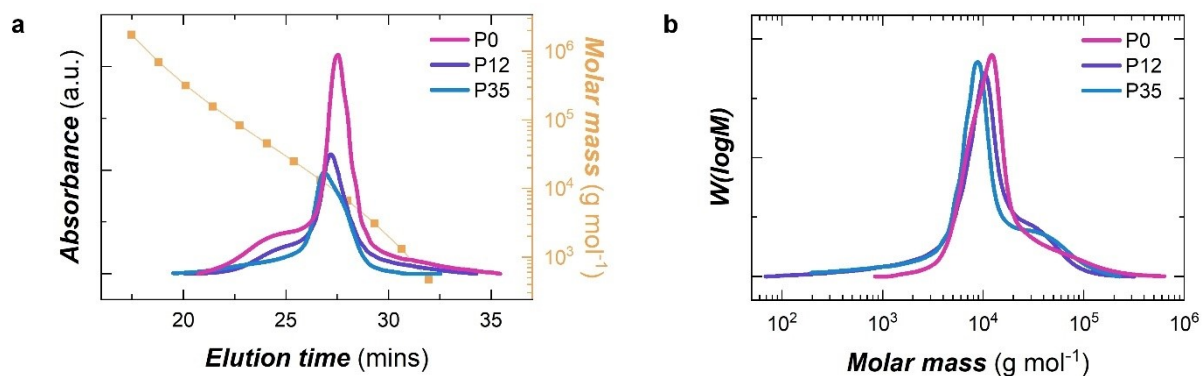 a
Absorbance (a.u.)
P0
P12
P35
10⁶
10⁵
10⁴
10³
Molar mass (g mol⁻¹)
20
25
30
35
Elution time (mins)
b
W(logM)
P0
P12
P35
10²
10³
10⁴
10⁵
10⁶
Molar mass (g mol⁻¹)